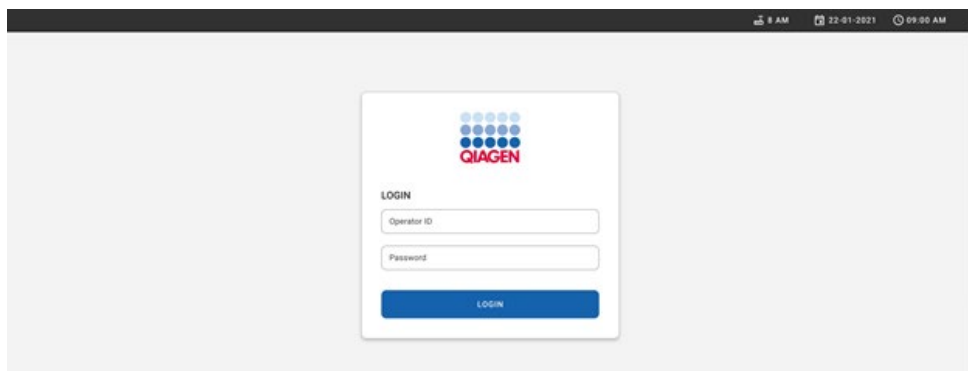 8 AM 22-01-2021 09:00 AM
QIAGEN
LOGIN
Operator ID
Password
LOGIN